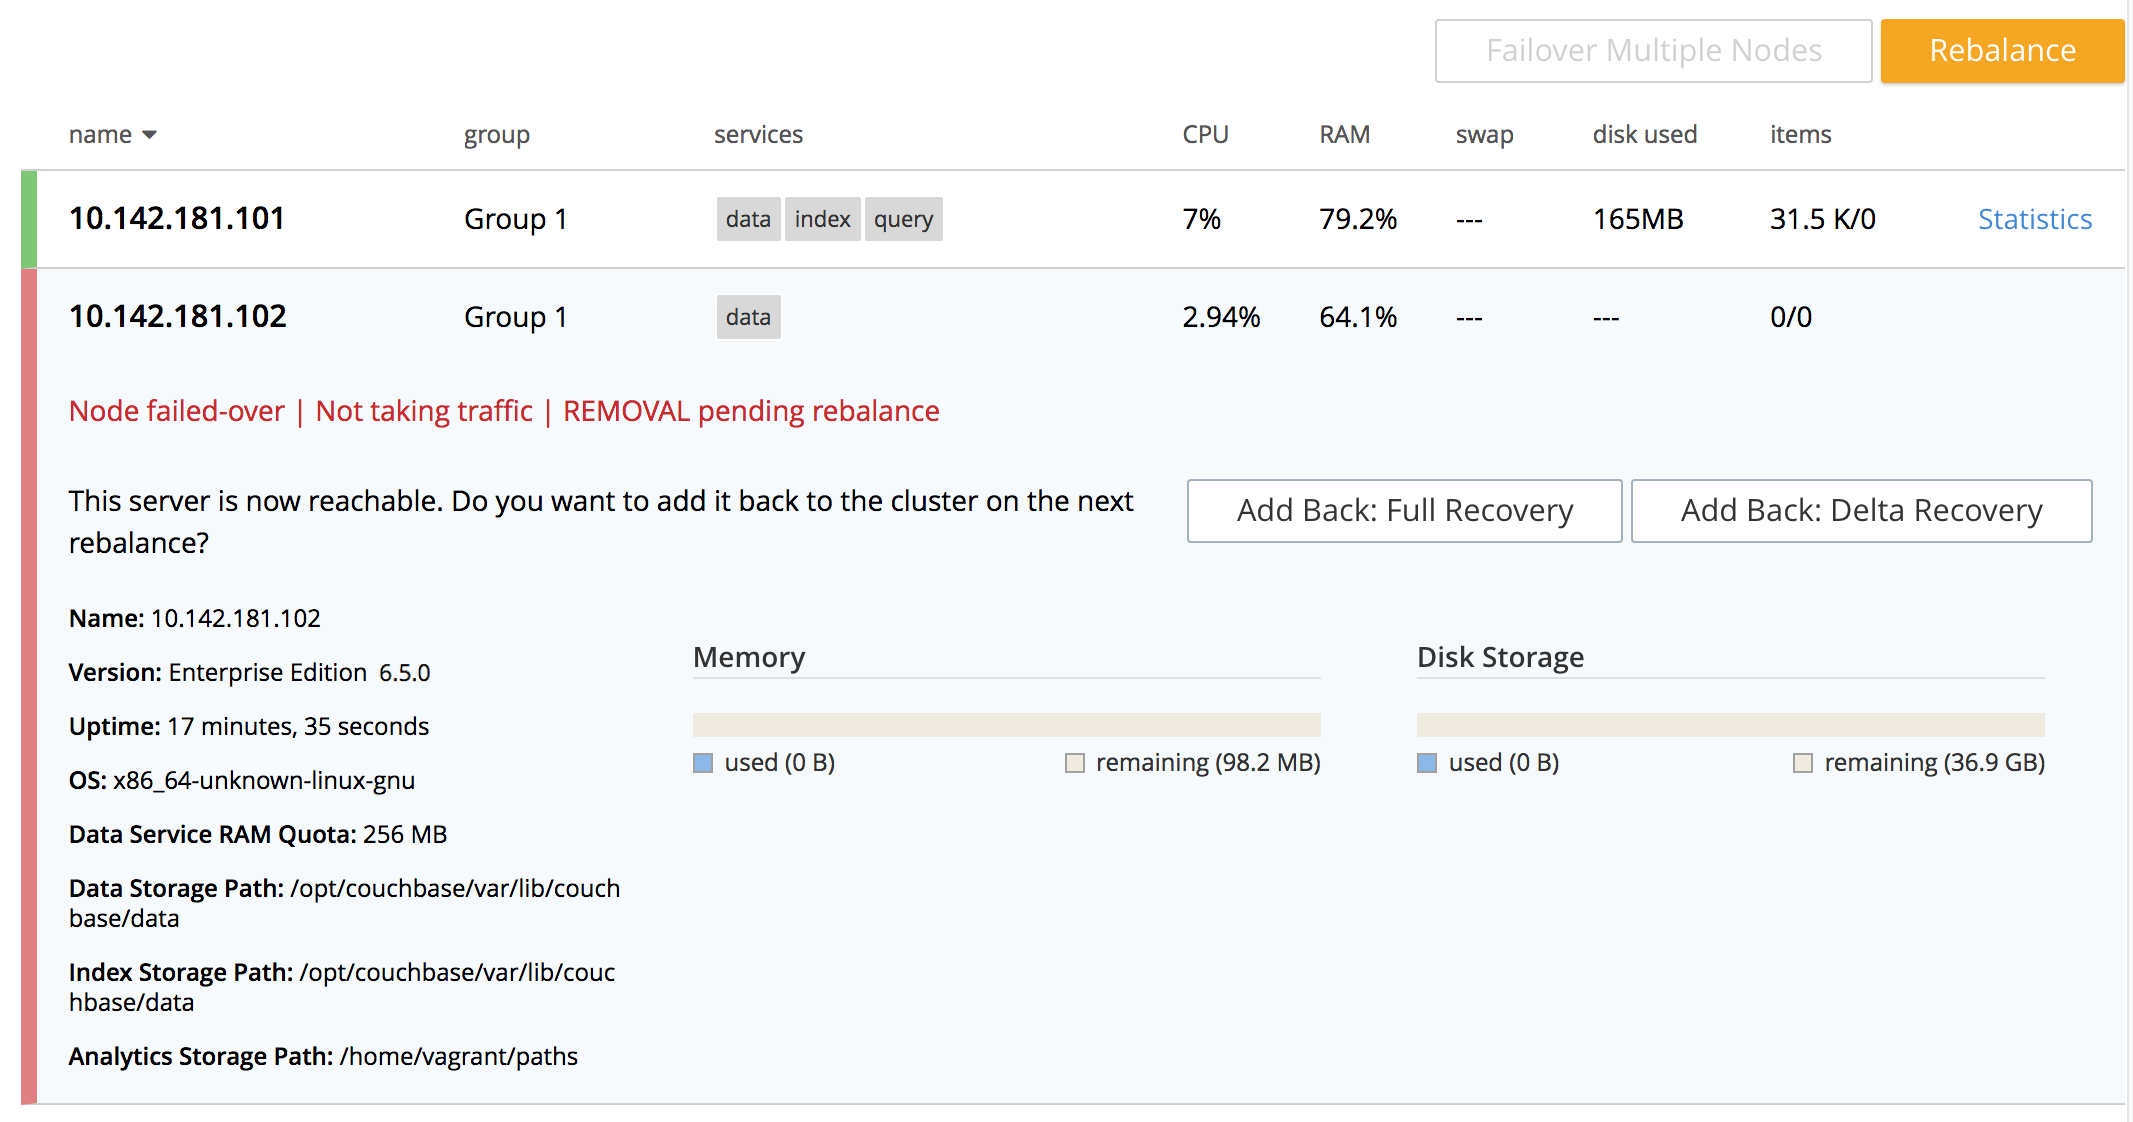 Failover Multiple Nodes Rebalance
name group services CPU RAM swap disk used items
10.142.181.101 Group 1 data index query 7% 79.2% --- 165MB 31.5 K/0 Statistics
10.142.181.102 Group 1 data 2.94% 64.1% --- --- 0/0
Node failed-over | Not taking traffic | REMOVAL pending rebalance
This server is now reachable. Do you want to add it back to the cluster on the next
rebalance?
Add Back: Full Recovery Add Back: Delta Recovery
Name: 10.142.181.102
Version: Enterprise Edition 6.5.0
Uptime: 17 minutes, 35 seconds
OS: x86_64-unknown-linux-gnu
Data Service RAM Quota: 256 MB
Data Storage Path: /opt/couchbase/var/lib/couch
base/data
Index Storage Path: /opt/couchbase/var/lib/couc
hbase/data
Analytics Storage Path: /home/vagrant/paths
Memory
used (0 B) remaining (98.2 MB)
Disk Storage
used (0 B) remaining (36.9 GB)